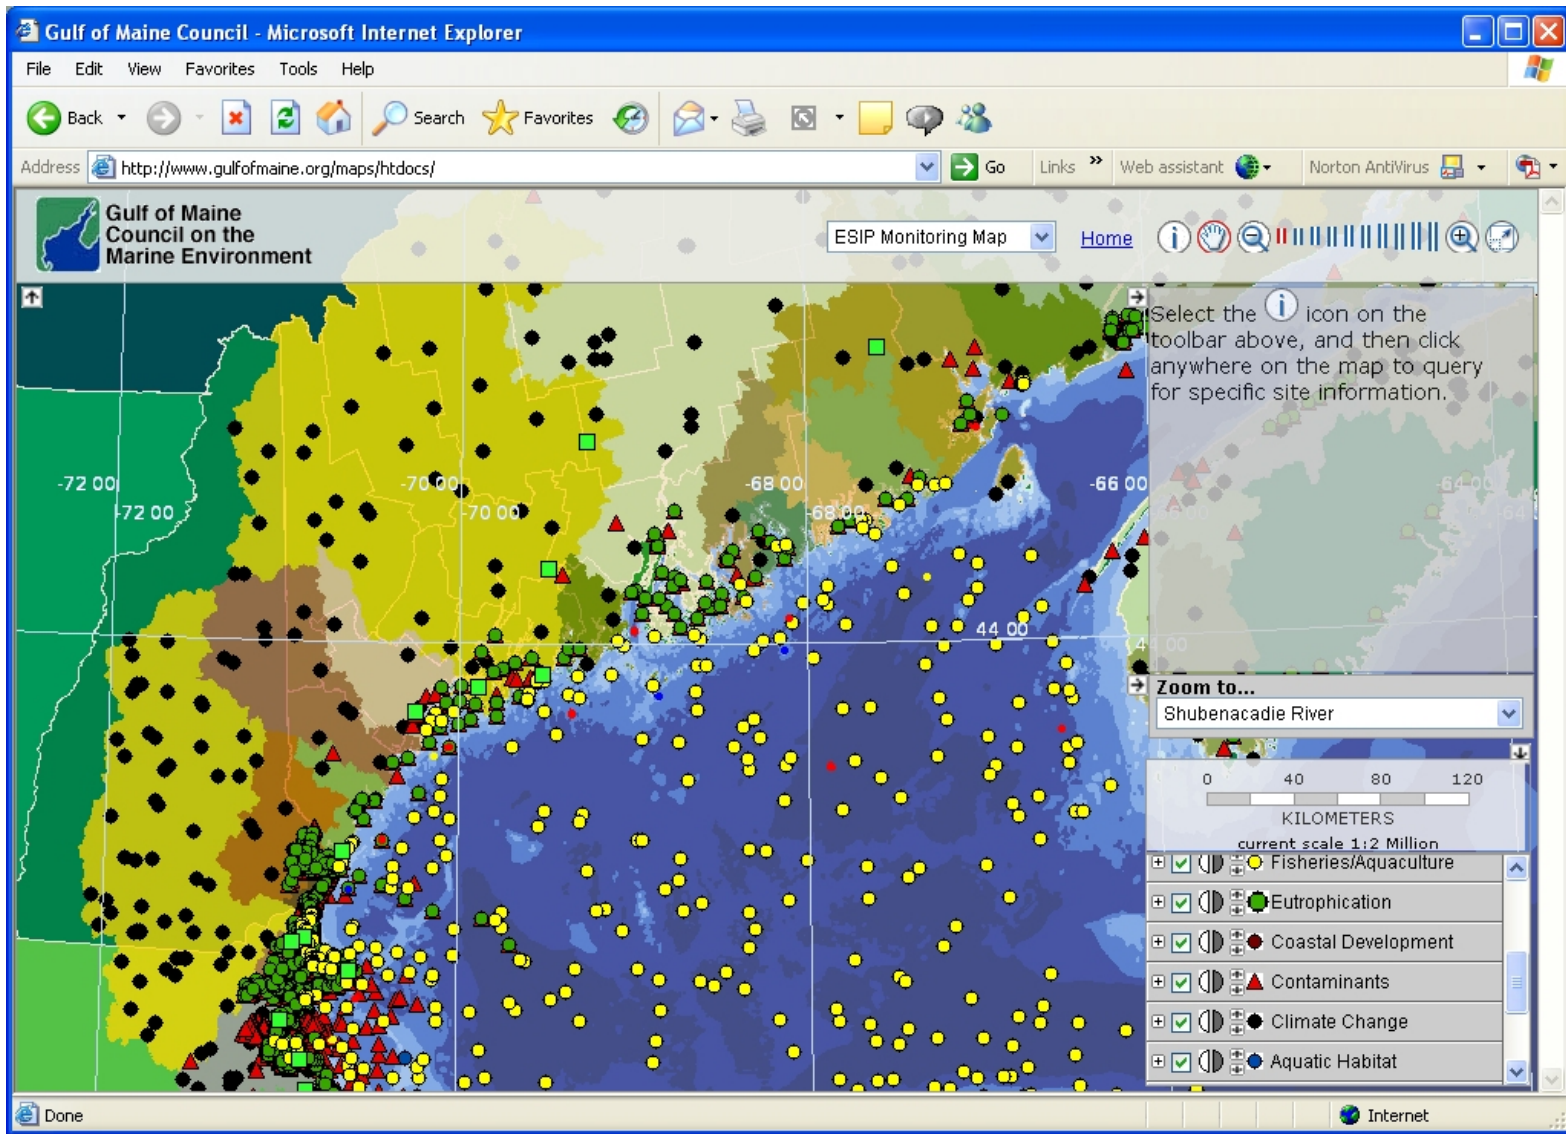 Gulf of Maine Council - Microsoft Internet Explorer
File Edit View Favorites Tools Help
Back Search Favorites
Address http://www.gulfofmaine.org/maps/htdocs/ Go Links » Web assistant Norton AntiVirus
Gulf of Maine
Council on the
Marine Environment
ESIP Monitoring Map Home
Select the i icon on the
toolbar above, and then click
anywhere on the map to query
for specific site information.
-72 00 -70 00 -68 00 -66 00 -64 00
-72 00 -70 00 -68 00
44 00
44 00
Zoom to...
Shubenacadie River
0 40 80 120
KILOMETERS
current scale 1:2 Million
Fisheries/Aquaculture
Eutrophication
Coastal Development
Contaminants
Climate Change
Aquatic Habitat
Done Internet